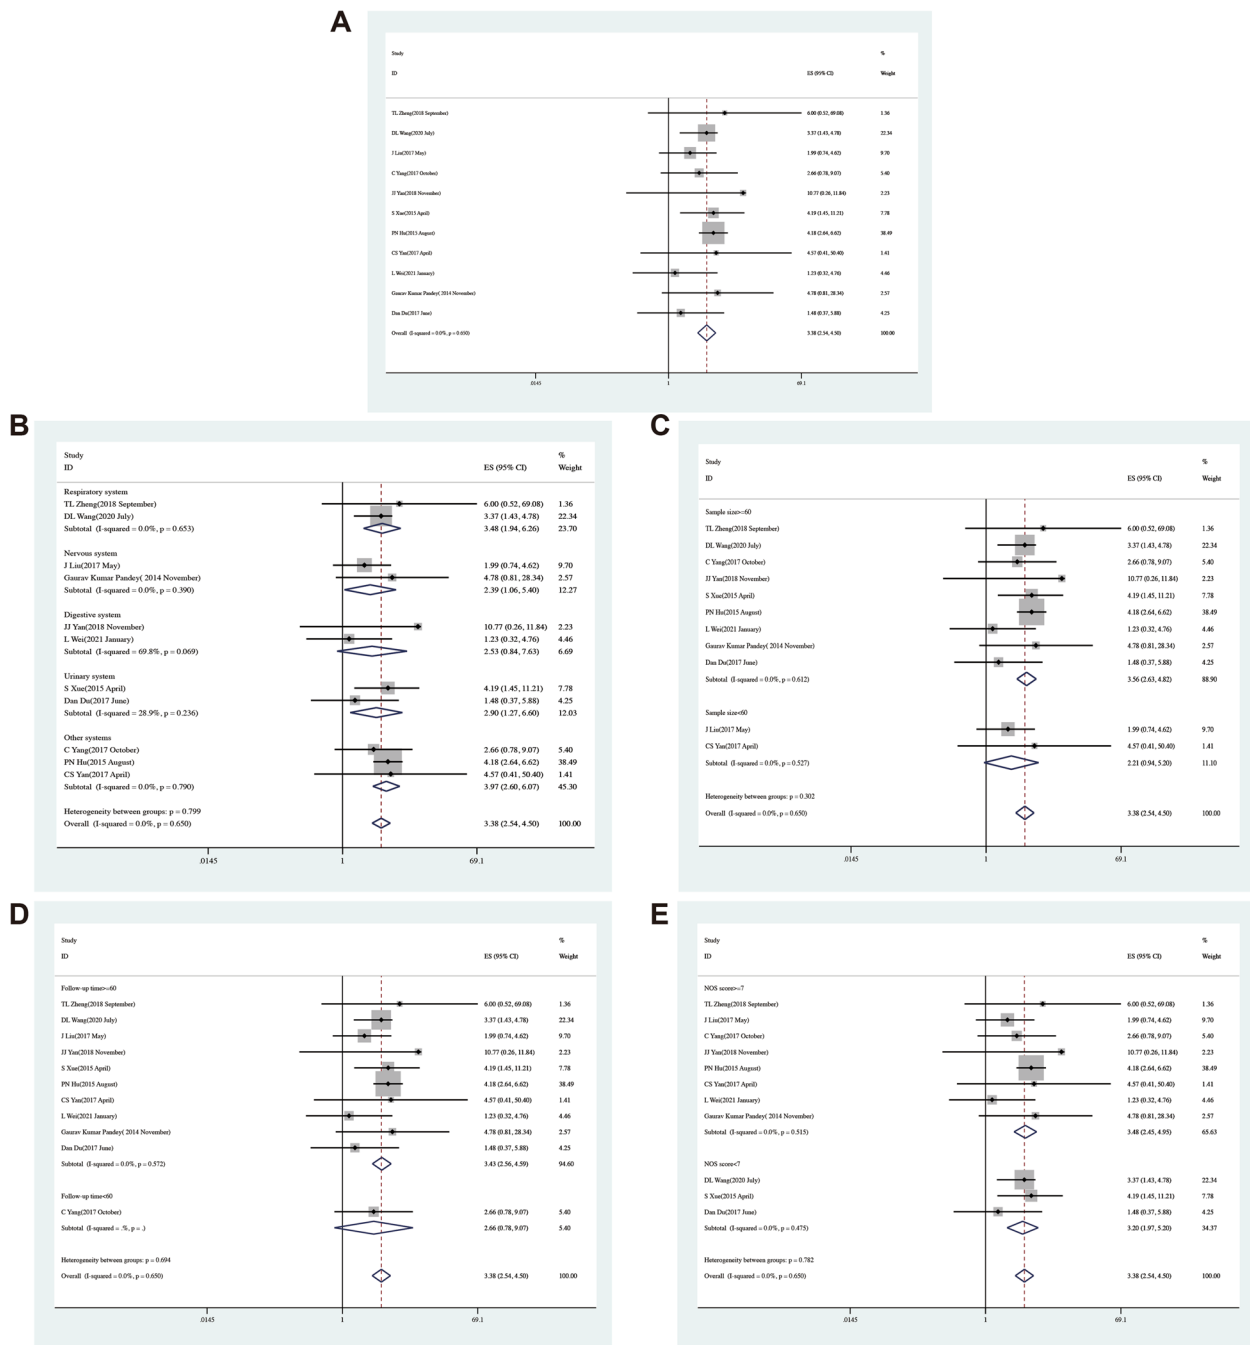 A
Study %
ID ES (95% CI) Weight
TL Zheng(2018 September) 6.00 (0.52, 69.08) 1.36
DL Wang(2020 July) 3.37 (1.43, 4.78) 22.34
J Liu(2017 May) 1.99 (0.74, 4.62) 9.70
C Yang(2017 October) 2.66 (0.78, 9.07) 5.40
JJ Yan(2018 November) 10.77 (0.26, 11.84) 2.23
S Xue(2015 April) 4.19 (1.45, 11.21) 7.78
PN Hu(2015 August) 4.18 (2.64, 6.62) 38.49
CS Yan(2017 April) 4.57 (0.41, 50.40) 1.41
L Wei(2021 January) 1.23 (0.32, 4.76) 4.46
Gaurav Kumar Pandey( 2014 November) 4.78 (0.81, 28.34) 2.57
Dan Du(2017 June) 1.48 (0.37, 5.88) 4.25
Overall (I-squared = 0.0%, p = 0.650) 3.38 (2.54, 4.50) 100.00
.0145 1 69.1
B
Study %
ID ES (95% CI) Weight
Respiratory system
TL Zheng(2018 September) 6.00 (0.52, 69.08) 1.36
DL Wang(2020 July) 3.37 (1.43, 4.78) 22.34
Subtotal (I-squared = 0.0%, p = 0.653) 3.48 (1.94, 6.26) 23.70
Nervous system
J Liu(2017 May) 1.99 (0.74, 4.62) 9.70
Gaurav Kumar Pandey( 2014 November) 4.78 (0.81, 28.34) 2.57
Subtotal (I-squared = 0.0%, p = 0.390) 2.39 (1.06, 5.40) 12.27
Digestive system
JJ Yan(2018 November) 10.77 (0.26, 11.84) 2.23
L Wei(2021 January) 1.23 (0.32, 4.76) 4.46
Subtotal (I-squared = 69.8%, p = 0.069) 2.53 (0.84, 7.63) 6.69
Urinary system
S Xue(2015 April) 4.19 (1.45, 11.21) 7.78
Dan Du(2017 June) 1.48 (0.37, 5.88) 4.25
Subtotal (I-squared = 28.9%, p = 0.236) 2.90 (1.27, 6.60) 12.03
Other systems
C Yang(2017 October) 2.66 (0.78, 9.07) 5.40
PN Hu(2015 August) 4.18 (2.64, 6.62) 38.49
CS Yan(2017 April) 4.57 (0.41, 50.40) 1.41
Subtotal (I-squared = 0.0%, p = 0.790) 3.97 (2.60, 6.07) 45.30
Heterogeneity between groups: p = 0.799
Overall (I-squared = 0.0%, p = 0.650) 3.38 (2.54, 4.50) 100.00
.0145 1 69.1
C
Study %
ID ES (95% CI) Weight
Sample size>=60
TL Zheng(2018 September) 6.00 (0.52, 69.08) 1.36
DL Wang(2020 July) 3.37 (1.43, 4.78) 22.34
C Yang(2017 October) 2.66 (0.78, 9.07) 5.40
JJ Yan(2018 November) 10.77 (0.26, 11.84) 2.23
S Xue(2015 April) 4.19 (1.45, 11.21) 7.78
PN Hu(2015 August) 4.18 (2.64, 6.62) 38.49
L Wei(2021 January) 1.23 (0.32, 4.76) 4.46
Gaurav Kumar Pandey( 2014 November) 4.78 (0.81, 28.34) 2.57
Dan Du(2017 June) 1.48 (0.37, 5.88) 4.25
Subtotal (I-squared = 0.0%, p = 0.612) 3.56 (2.63, 4.82) 88.90
Sample size<60
J Liu(2017 May) 1.99 (0.74, 4.62) 9.70
CS Yan(2017 April) 4.57 (0.41, 50.40) 1.41
Subtotal (I-squared = 0.0%, p = 0.527) 2.21 (0.94, 5.20) 11.10
Heterogeneity between groups: p = 0.302
Overall (I-squared = 0.0%, p = 0.650) 3.38 (2.54, 4.50) 100.00
.0145 1 69.1
D
Study %
ID ES (95% CI) Weight
Follow-up time>=60
TL Zheng(2018 September) 6.00 (0.52, 69.08) 1.36
DL Wang(2020 July) 3.37 (1.43, 4.78) 22.34
J Liu(2017 May) 1.99 (0.74, 4.62) 9.70
JJ Yan(2018 November) 10.77 (0.26, 11.84) 2.23
S Xue(2015 April) 4.19 (1.45, 11.21) 7.78
PN Hu(2015 August) 4.18 (2.64, 6.62) 38.49
CS Yan(2017 April) 4.57 (0.41, 50.40) 1.41
L Wei(2021 January) 1.23 (0.32, 4.76) 4.46
Gaurav Kumar Pandey( 2014 November) 4.78 (0.81, 28.34) 2.57
Dan Du(2017 June) 1.48 (0.37, 5.88) 4.25
Subtotal (I-squared = 0.0%, p = 0.572) 3.43 (2.56, 4.59) 94.60
Follow-up time<60
C Yang(2017 October) 2.66 (0.78, 9.07) 5.40
Subtotal (I-squared = .%, p = .) 2.66 (0.78, 9.07) 5.40
Heterogeneity between groups: p = 0.694
Overall (I-squared = 0.0%, p = 0.650) 3.38 (2.54, 4.50) 100.00
.0145 1 69.1
E
Study %
ID ES (95% CI) Weight
NOS score>=7
TL Zheng(2018 September) 6.00 (0.52, 69.08) 1.36
J Liu(2017 May) 1.99 (0.74, 4.62) 9.70
C Yang(2017 October) 2.66 (0.78, 9.07) 5.40
JJ Yan(2018 November) 10.77 (0.26, 11.84) 2.23
PN Hu(2015 August) 4.18 (2.64, 6.62) 38.49
CS Yan(2017 April) 4.57 (0.41, 50.40) 1.41
L Wei(2021 January) 1.23 (0.32, 4.76) 4.46
Gaurav Kumar Pandey( 2014 November) 4.78 (0.81, 28.34) 2.57
Subtotal (I-squared = 0.0%, p = 0.515) 3.48 (2.45, 4.95) 65.63
NOS score<7
DL Wang(2020 July) 3.37 (1.43, 4.78) 22.34
S Xue(2015 April) 4.19 (1.45, 11.21) 7.78
Dan Du(2017 June) 1.48 (0.37, 5.88) 4.25
Subtotal (I-squared = 0.0%, p = 0.475) 3.20 (1.97, 5.20) 34.37
Heterogeneity between groups: p = 0.782
Overall (I-squared = 0.0%, p = 0.650) 3.38 (2.54, 4.50) 100.00
.0145 1 69.1